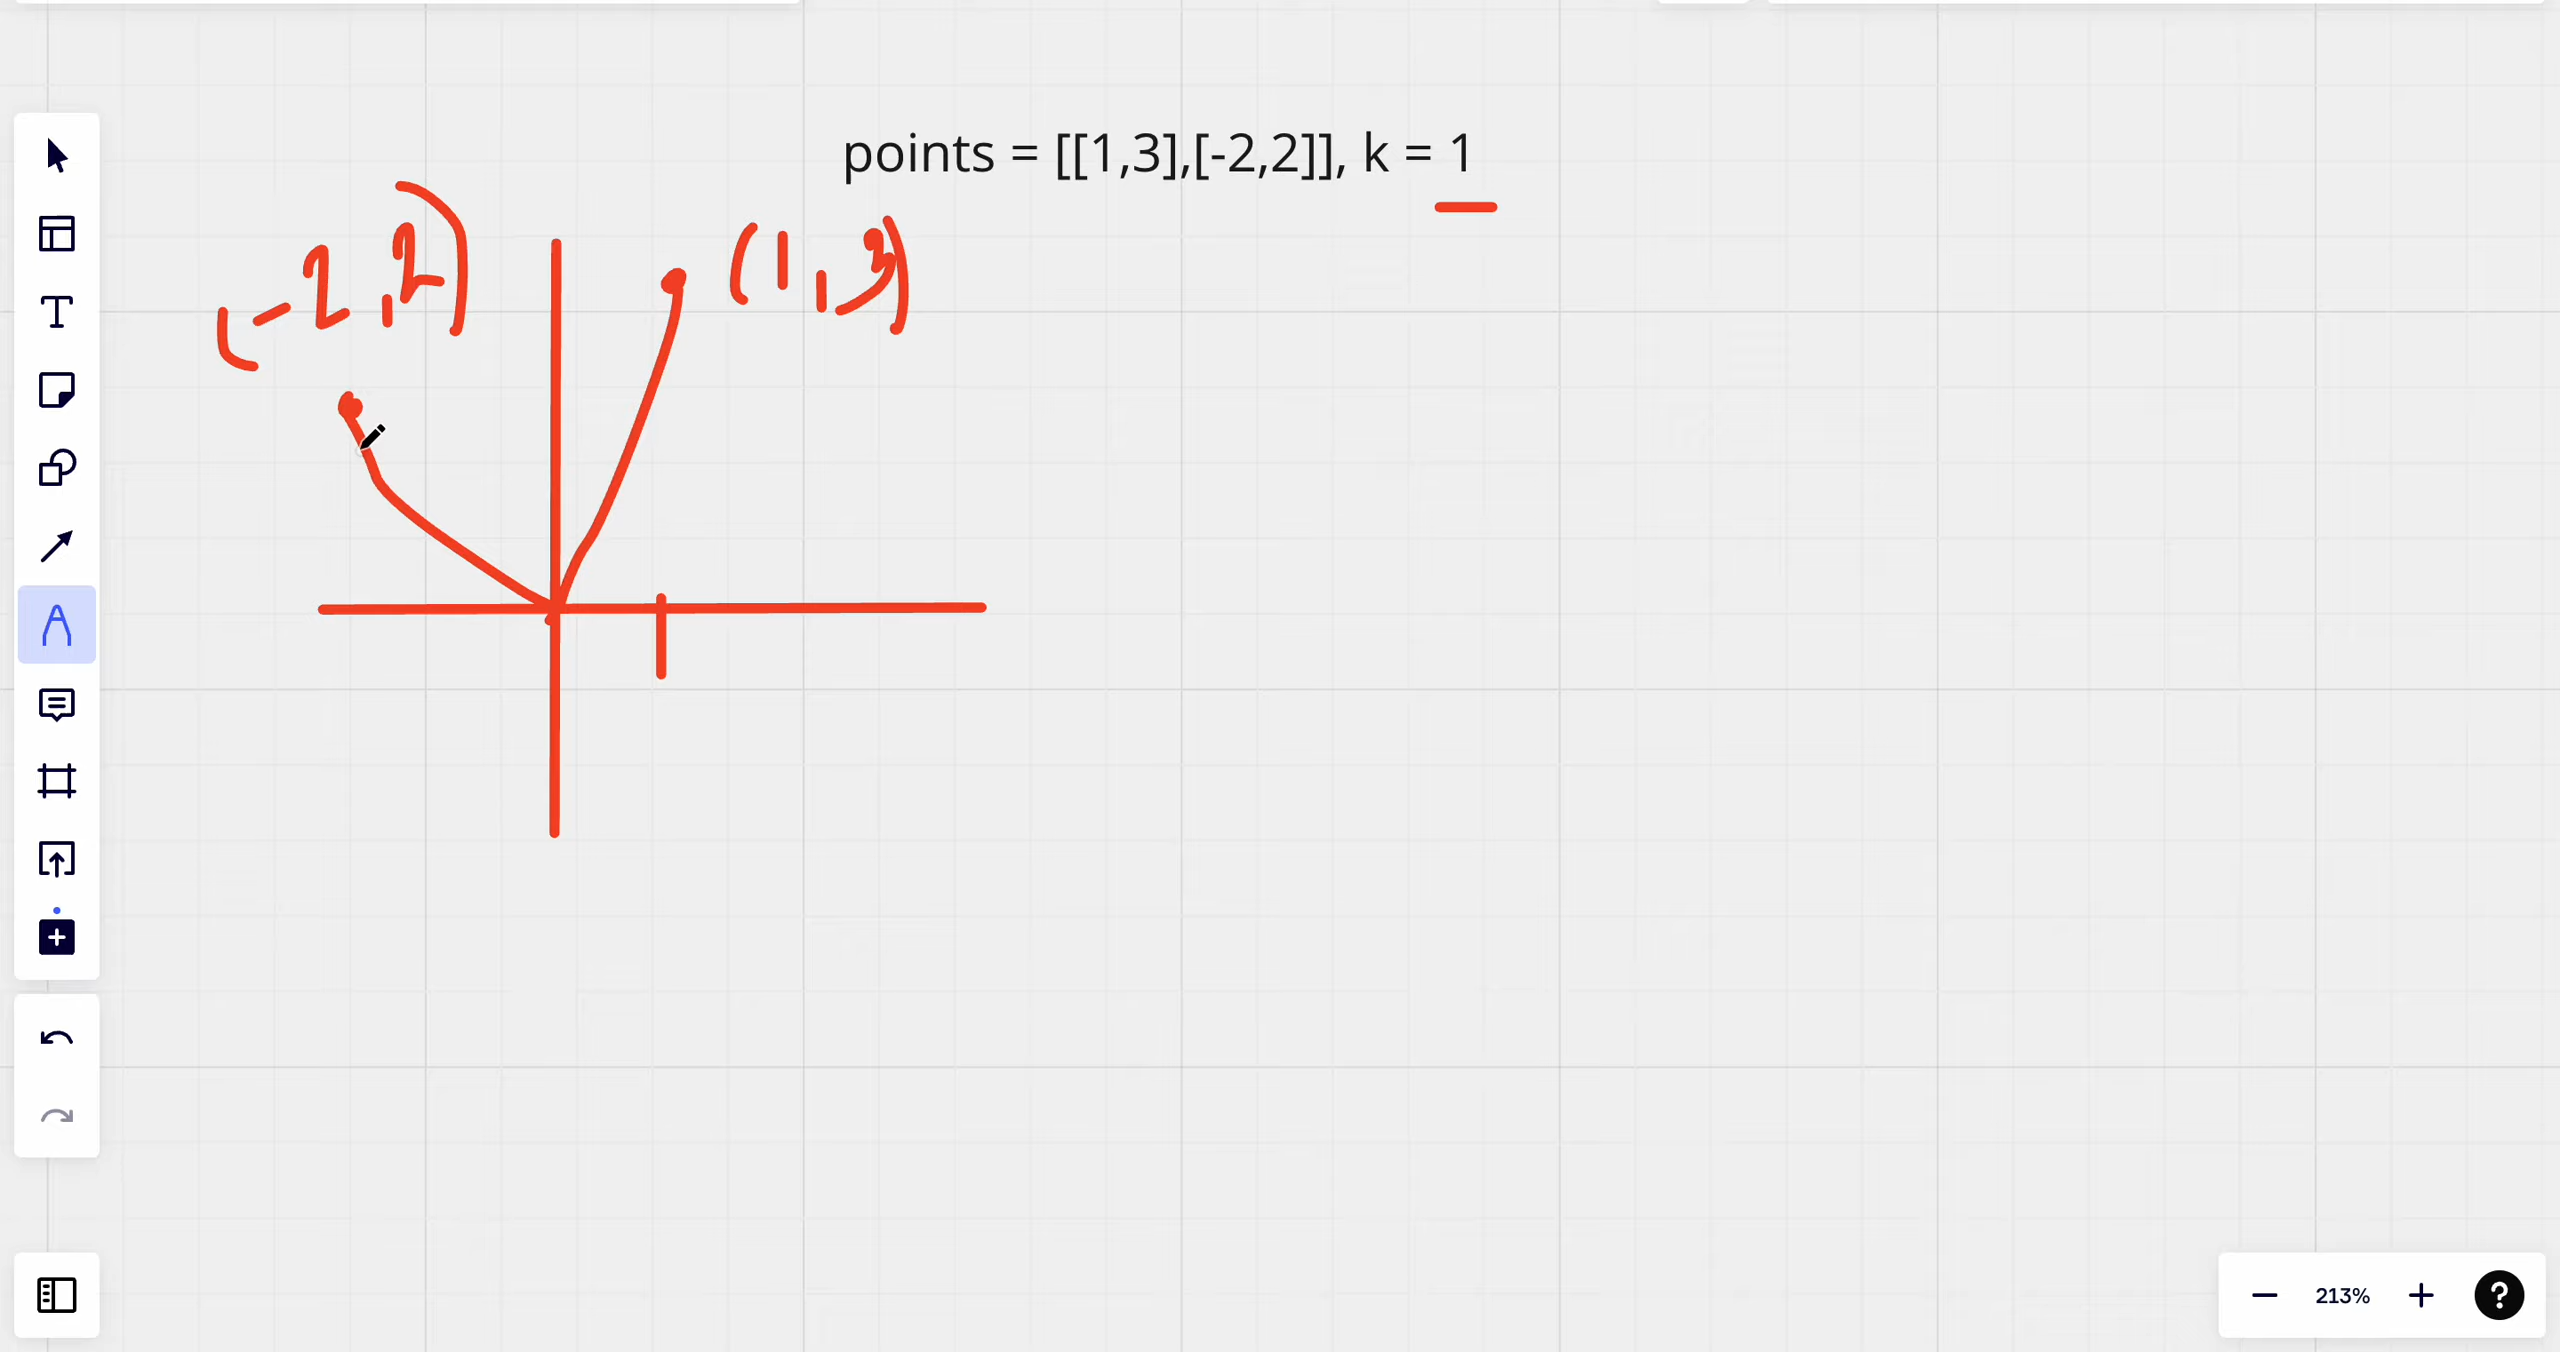 points = [[1,3],[-2,2]], k = 1
(-2,2)
(1,3)
213%